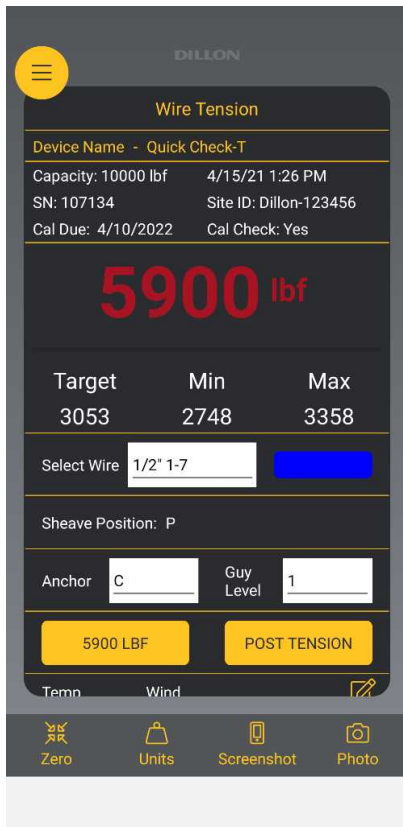 DILLON
Wire Tension
Device Name - Quick Check-T
Capacity: 10000 lbf 4/15/21 1:26 PM
SN: 107134 Site ID: Dillon-123456
Cal Due: 4/10/2022 Cal Check: Yes
5900 lbf
Target Min Max
3053 2748 3358
Select Wire 1/2" 1-7
Sheave Position: P
Anchor C Guy Level 1
5900 LBF POST TENSION
Temp Wind
Zero Units Screenshot Photo